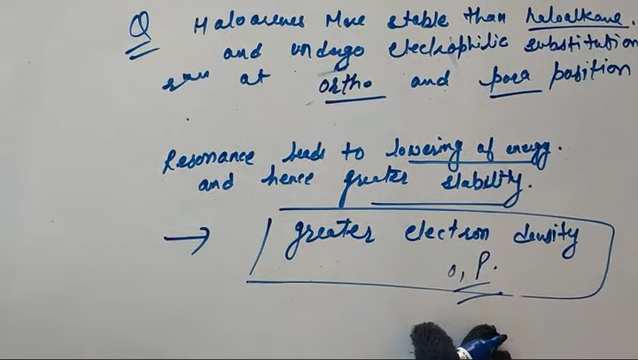 Q Haloarenes More stable than haloalkane.
and undergo electrophilic substitution
at ortho and para position
Resonance leads to lowering of energy.
and hence greater stability.
→ greater electron density
o, P.